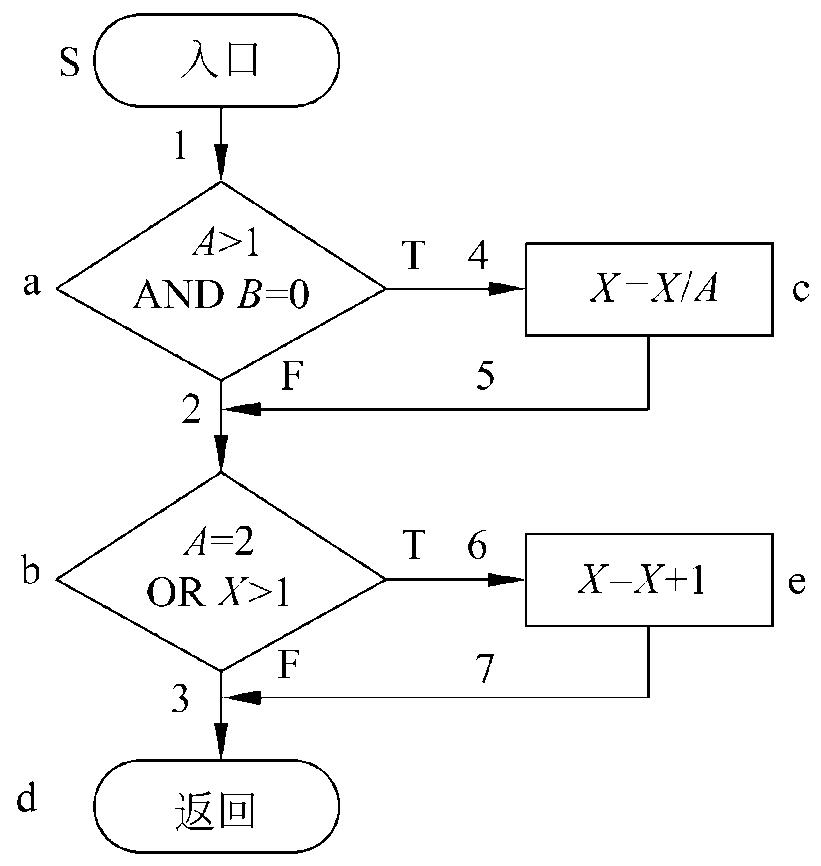 S
入口
1
A>1
AND B=0
a
T
4
X−X/A
c
F
5
2
A=2
OR X>1
b
T
6
X−X+1
e
F
7
3
d
返回